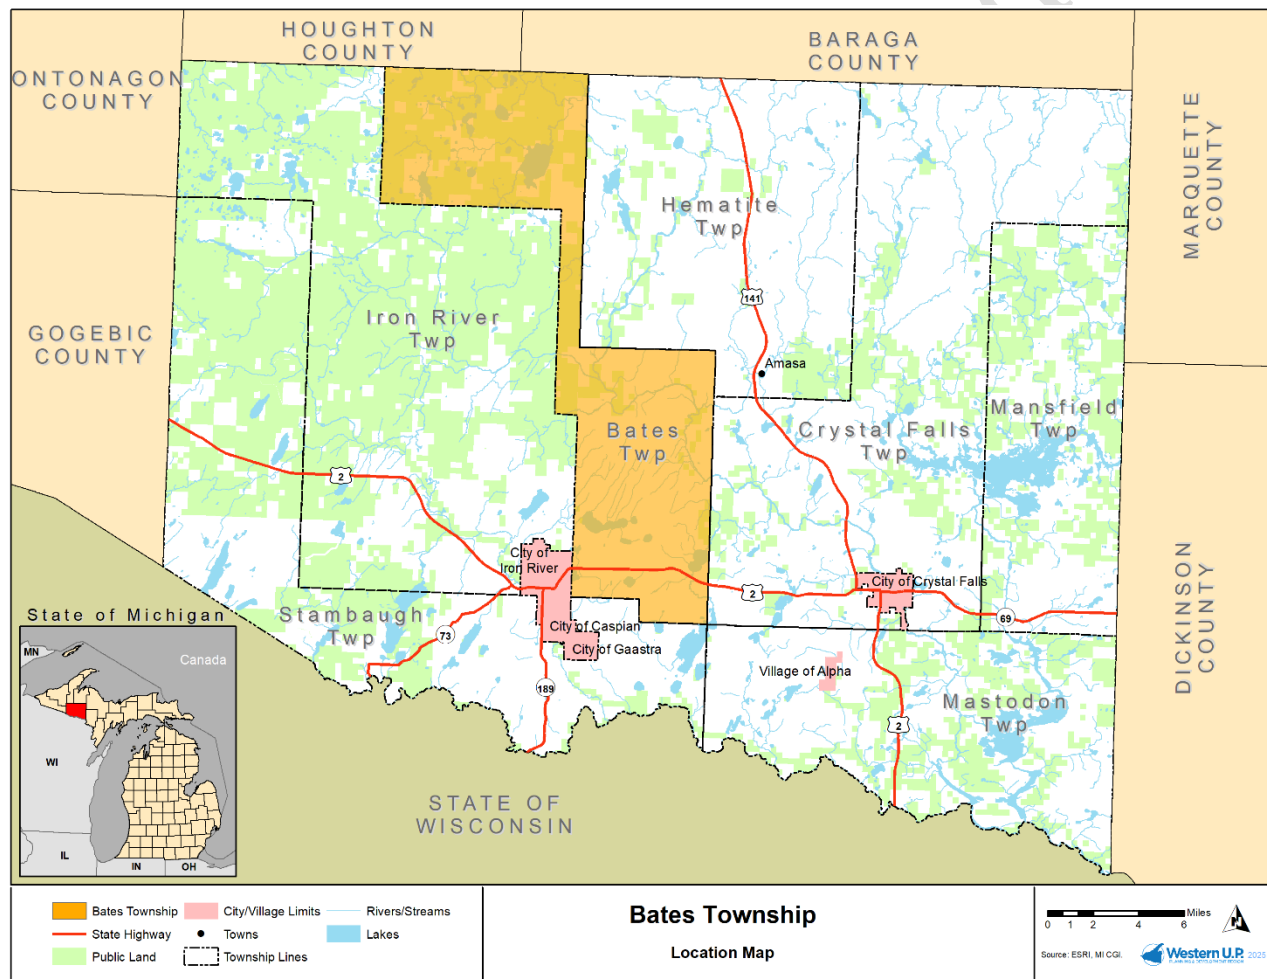 HOUGHTON
COUNTY
BARAGA
COUNTY
ONTONAGON
COUNTY
MARQUETTE
COUNTY
Hematite
Twp
141
Iron River
Twp
GOGEBIC
COUNTY
Amasa
Mansfield
Twp
Bates
Twp
Crystal Falls
Twp
2
City of
Iron River
2
City of Crystal Falls
69
DICKINSON
COUNTY
Stambaugh
Twp
73
City of Caspian
City of Gaastra
189
Village of Alpha
Mastodon
Twp
2
STATE OF
WISCONSIN
State of Michigan
MN
Canada
WI
IL
IN
OH
Bates Township
City/Village Limits
Rivers/Streams
State Highway
Towns
Lakes
Public Land
Township Lines
Bates Township
Location Map
Miles
0 1 2 4 6
N
Source: ESRI, MI CGI.
Western U.P.
2025